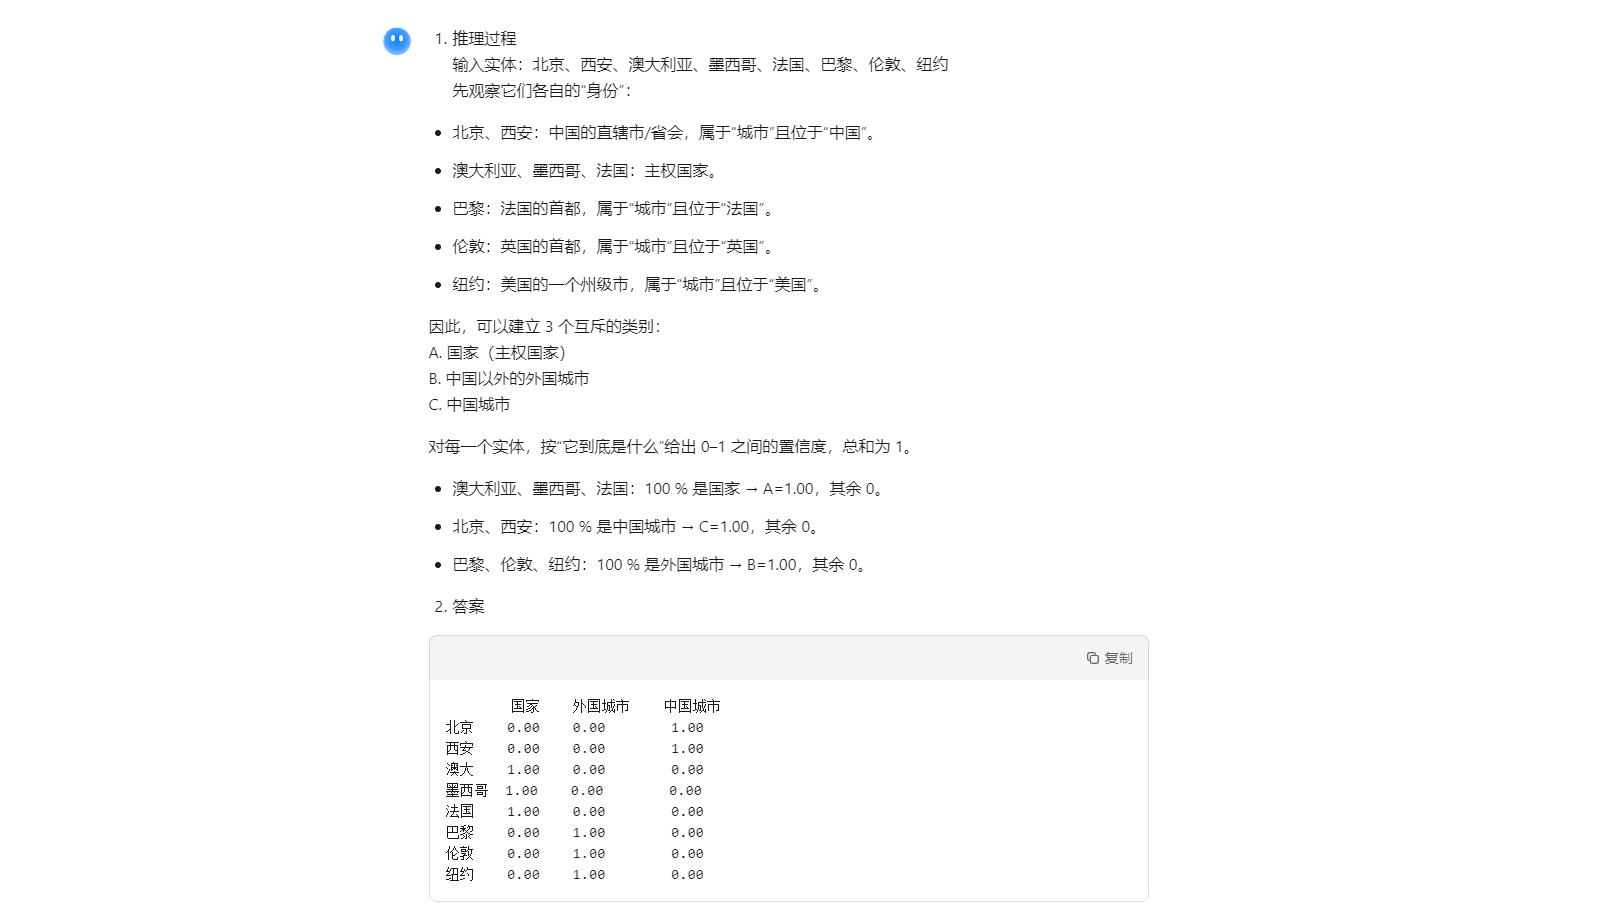 1. 推理过程
输入实体：北京、西安、澳大利亚、墨西哥、法国、巴黎、伦敦、纽约
先观察它们各自的“身份”：
• 北京、西安：中国的直辖市/省会，属于“城市”且位于“中国”。
• 澳大利亚、墨西哥、法国：主权国家。
• 巴黎：法国的首都，属于“城市”且位于“法国”。
• 伦敦：英国的首都，属于“城市”且位于“英国”。
• 纽约：美国的一个州级市，属于“城市”且位于“美国”。
因此，可以建立 3 个互斥的类别：
A. 国家（主权国家）
B. 中国以外的外国城市
C. 中国城市
对每一个实体，按“它到底是什么”给出 0–1 之间的置信度，总和为 1。
• 澳大利亚、墨西哥、法国：100 % 是国家 → A=1.00，其余 0。
• 北京、西安：100 % 是中国城市 → C=1.00，其余 0。
• 巴黎、伦敦、纽约：100 % 是外国城市 → B=1.00，其余 0。
2. 答案
复制
国家 外国城市 中国城市
北京 0.00 0.00 1.00
西安 0.00 0.00 1.00
澳大 1.00 0.00 0.00
墨西哥 1.00 0.00 0.00
法国 1.00 0.00 0.00
巴黎 0.00 1.00 0.00
伦敦 0.00 1.00 0.00
纽约 0.00 1.00 0.00